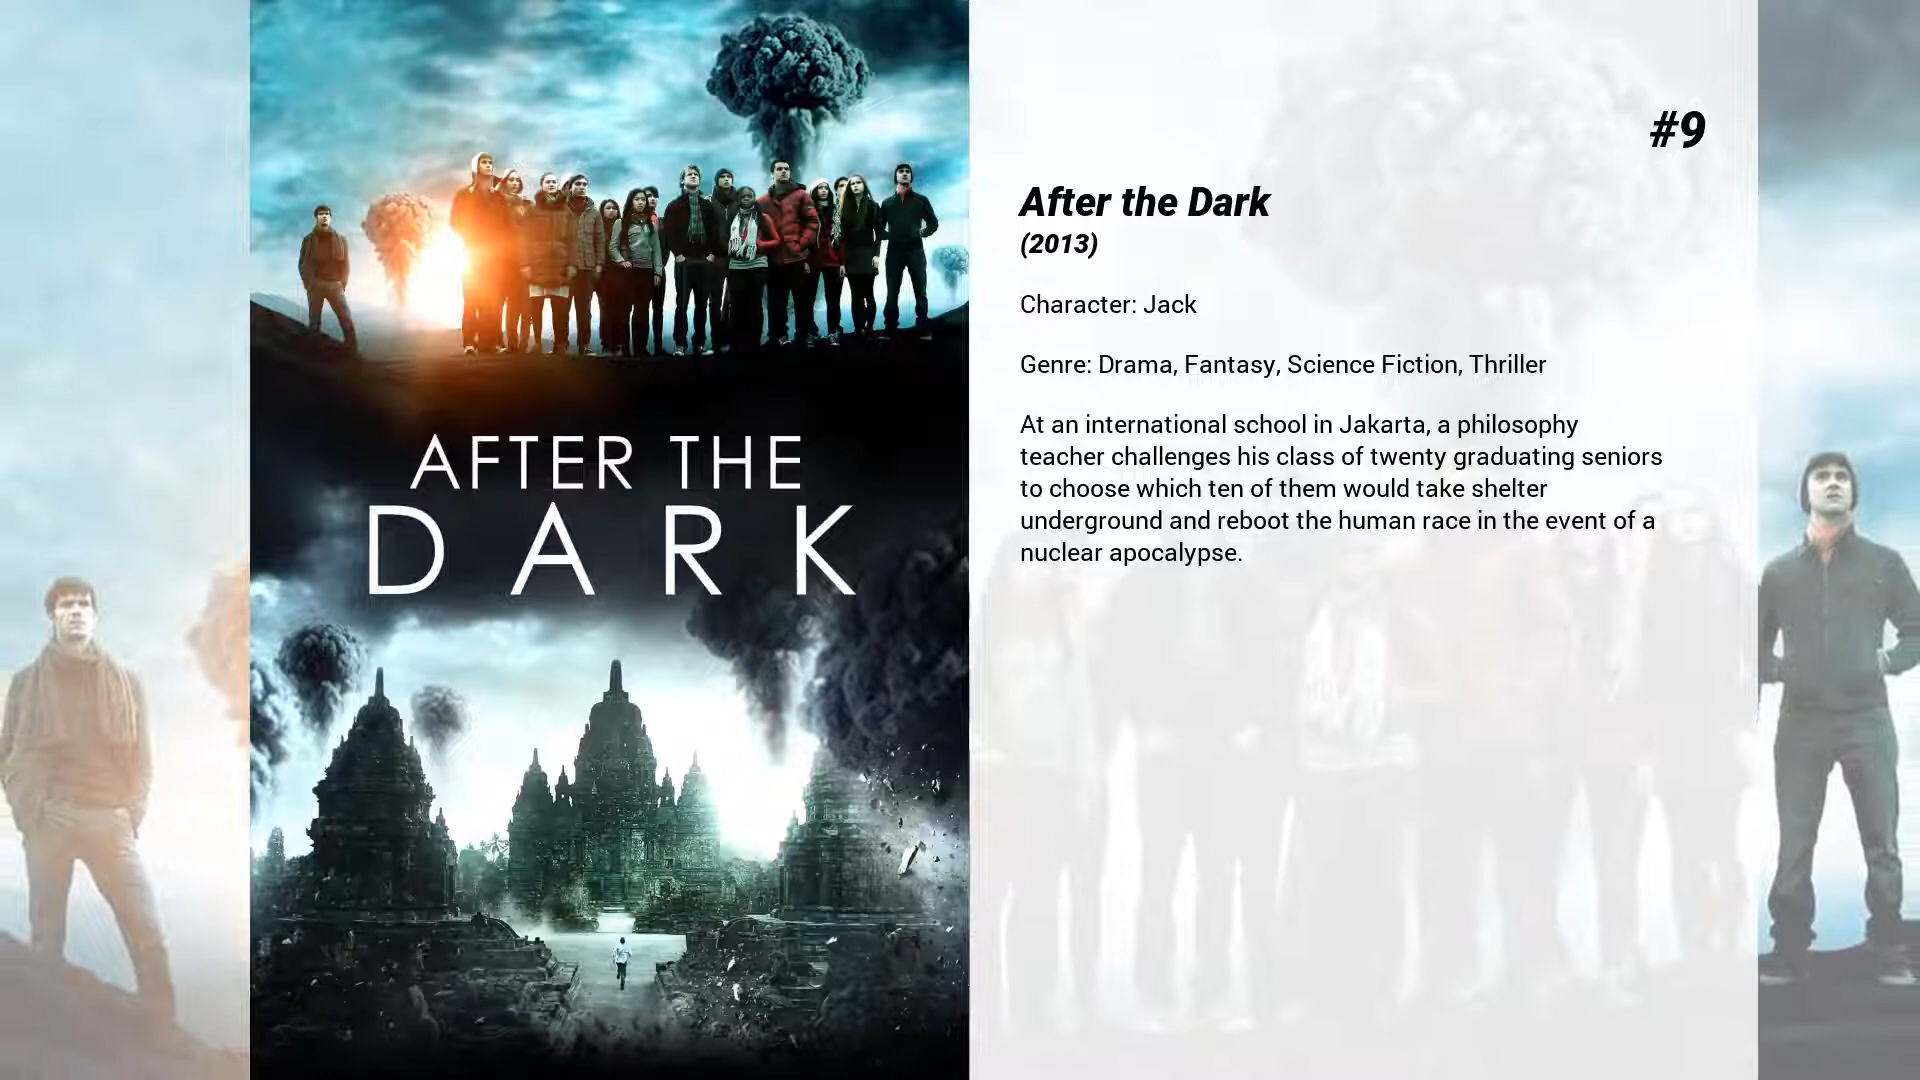 AFTER THE
DARK
#9
After the Dark
(2013)
Character: Jack
Genre: Drama, Fantasy, Science Fiction, Thriller
At an international school in Jakarta, a philosophy
teacher challenges his class of twenty graduating seniors
to choose which ten of them would take shelter
underground and reboot the human race in the event of a
nuclear apocalypse.